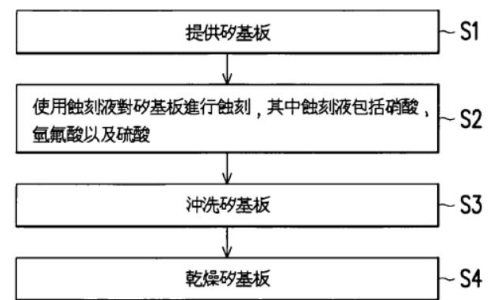 提供矽基板
S1
使用蝕刻液對矽基板進行蝕刻，其中蝕刻液包括硝酸、
氫氟酸以及硫酸
S2
沖洗矽基板
S3
乾燥矽基板
S4